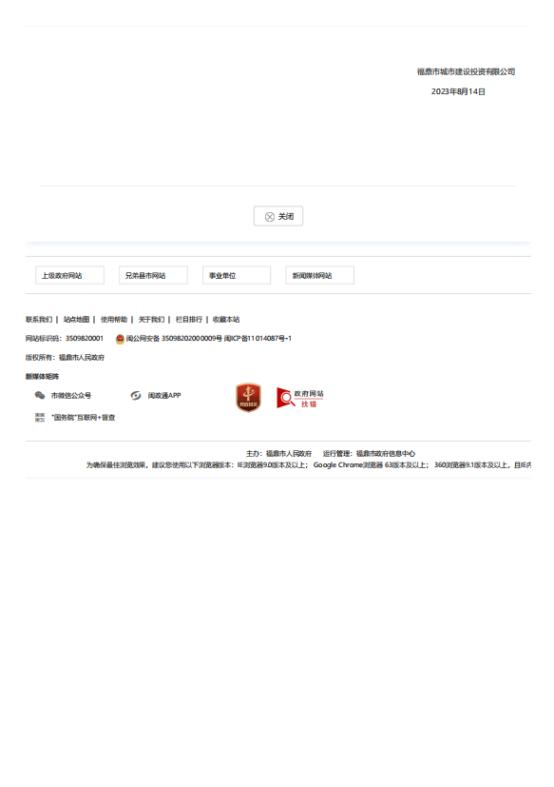 福鼎市城市建设投资有限公司
2023年8月14日
关闭
上级政府网站 兄弟县市网站 事业单位 新闻媒体网站
联系我们 | 站点地图 | 使用帮助 | 关于我们 | 栏目排行 | 收藏本站
网站标识码：3509820001 闽公网安备 35098202000009号 闽ICP备11014087号-1
版权所有：福鼎市人民政府
新媒体矩阵
市微信公众号 闽政通APP
政府网站
找错
"国务院"互联网+督查
主办：福鼎市人民政府 运行管理：福鼎市政府信息中心
为确保最佳浏览效果，建议您使用以下浏览器版本：IE浏览器9.0版本及以上； Google Chrome浏览器 63版本及以上； 360浏览器9.1版本及以上，且IE内